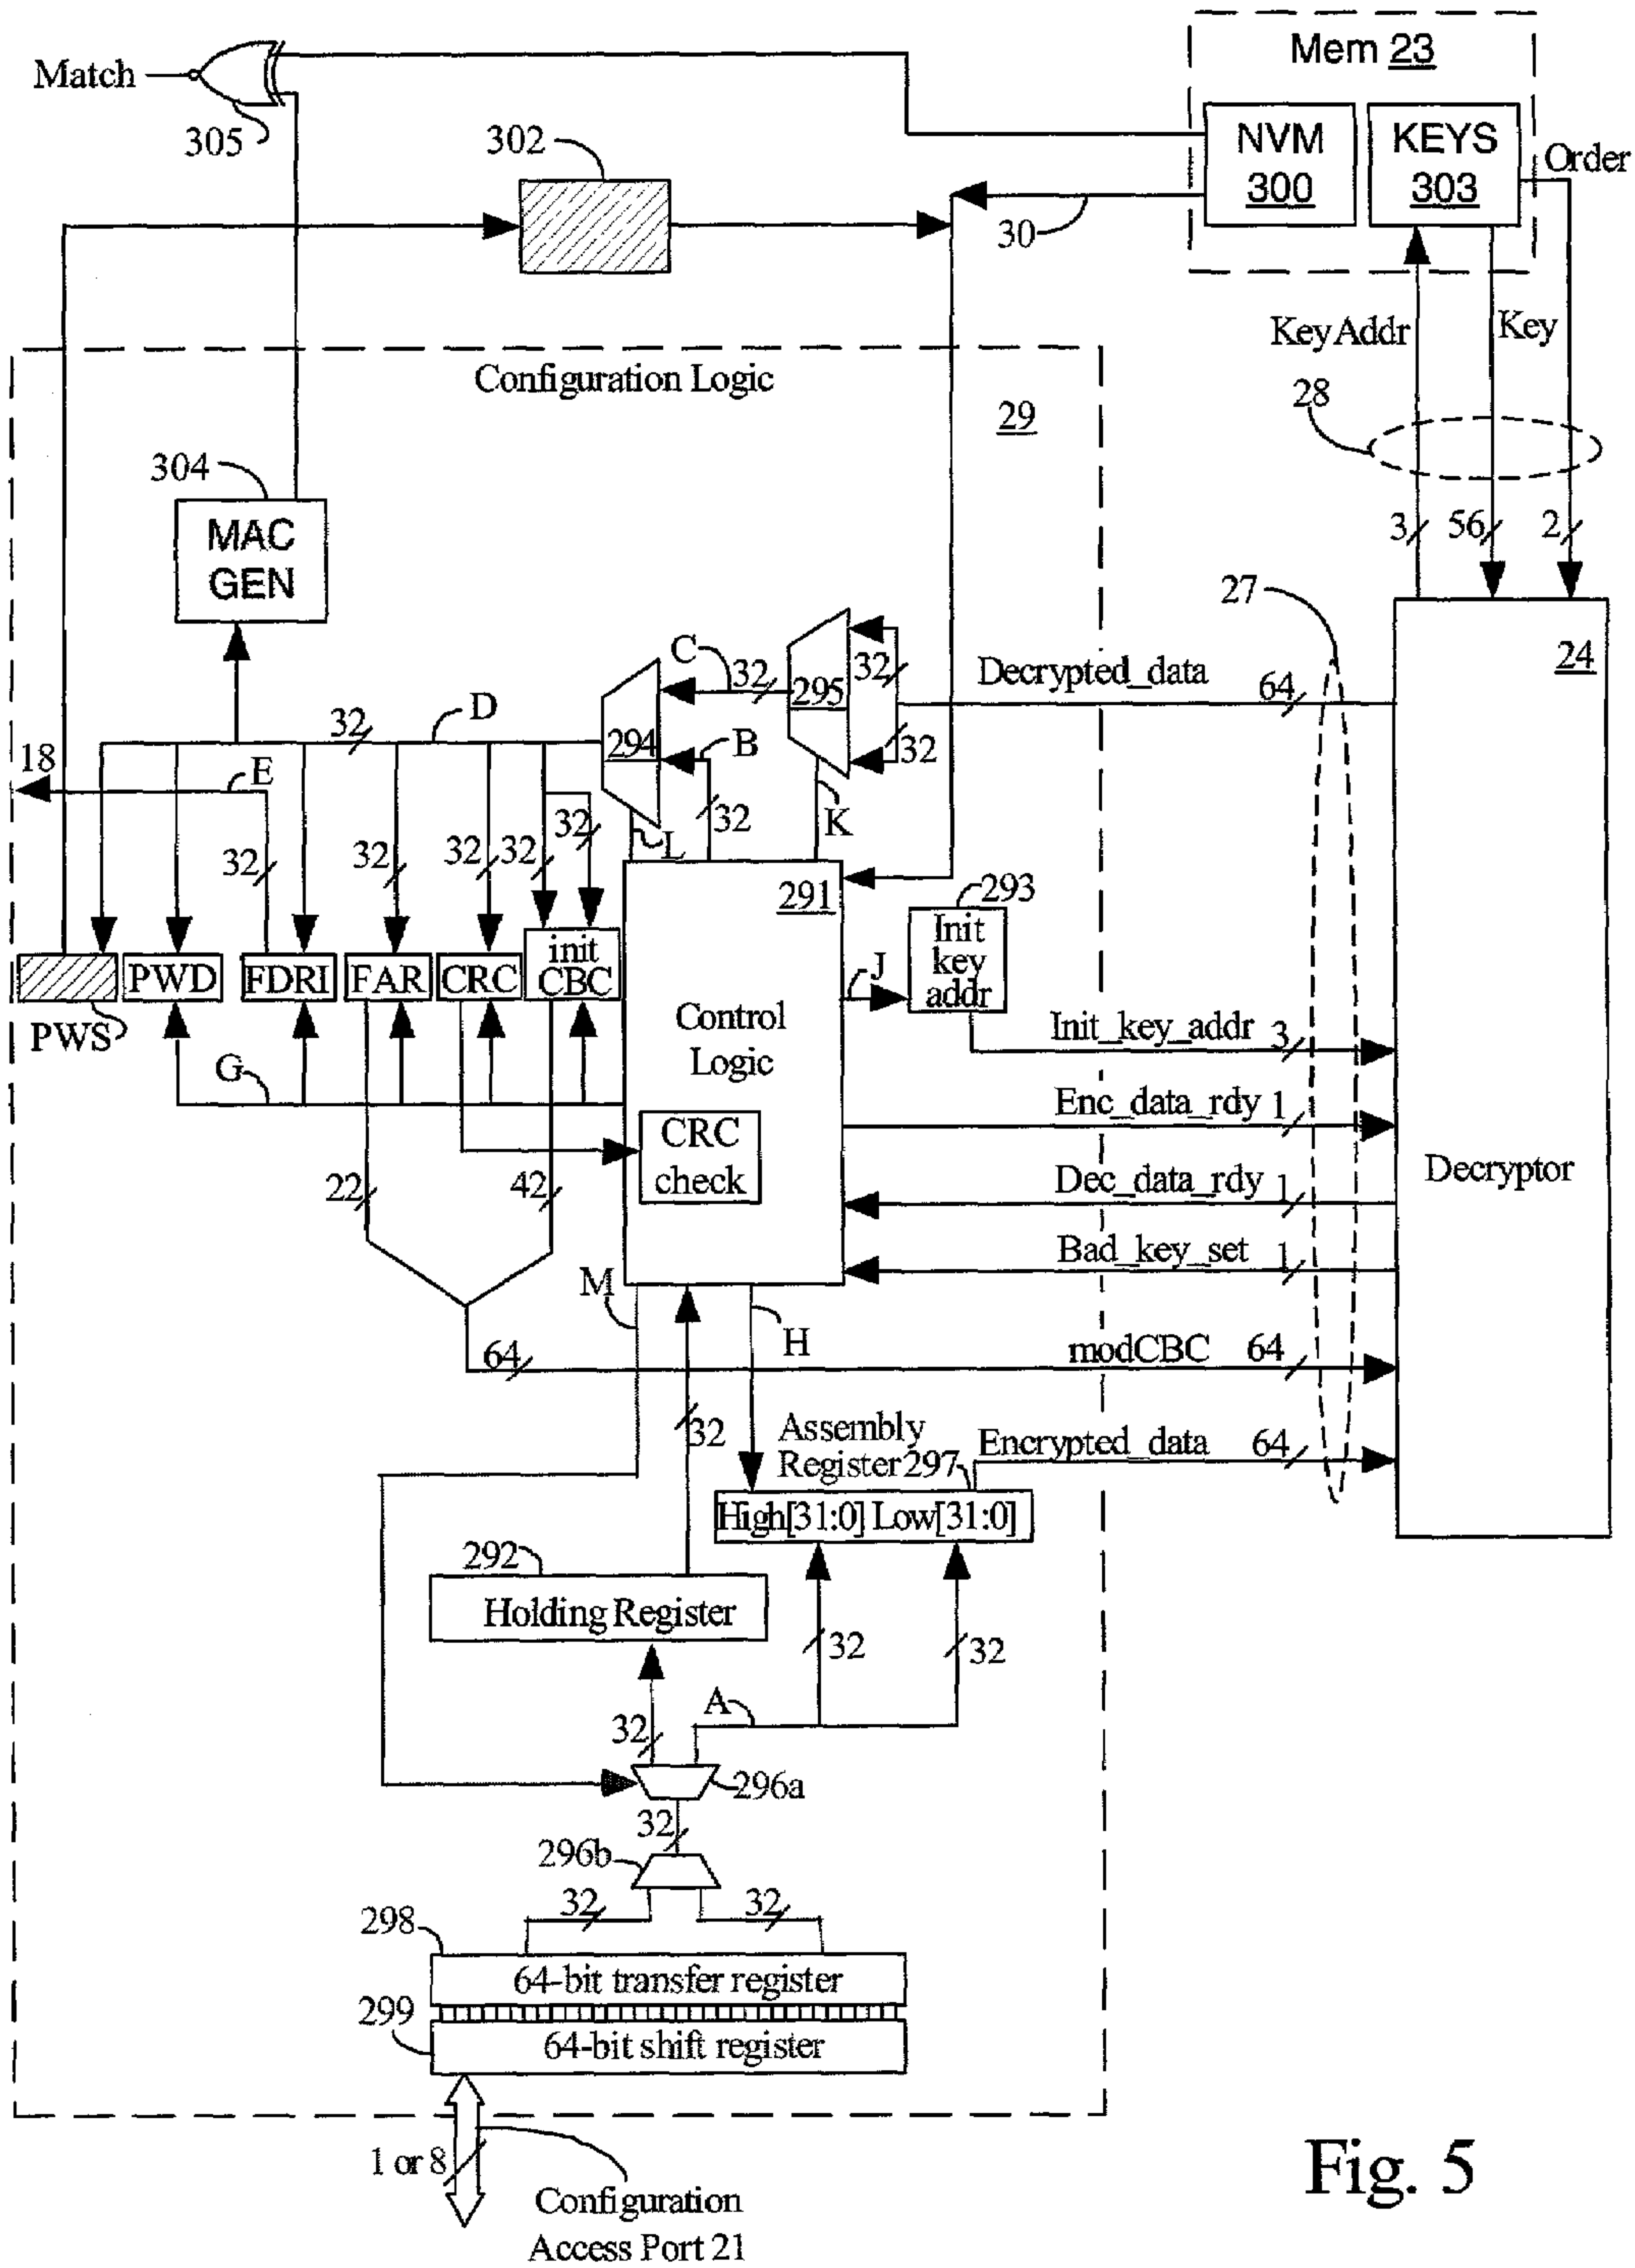 Mem 23
Match
305
302
NVM
300
KEYS
303
Order
30
KeyAddr
Key
Configuration Logic
29
28
304
MAC
GEN
3
56
2
27
24
C
32
295
32
Decrypted_data
64
32
D
294
B
32
18
E
32
K
32
32
32
32
32
L
291
293
Init
key
addr
J
PWD
FDRI
FAR
CRC
init
CBC
PWS
Control
Logic
Init_key_addr
3
G
Enc_data_rdy
1
CRC
check
Decryptor
22
42
Dec_data_rdy
1
Bad_key_set
1
M
H
64
modCBC
64
32
Assembly
Register 297
Encrypted_data
64
High[31:0] Low[31:0]
292
Holding Register
32
32
A
32
296a
32
296b
32
32
298
64-bit transfer register
299
64-bit shift register
1 or 8
Configuration
Access Port 21
Fig. 5